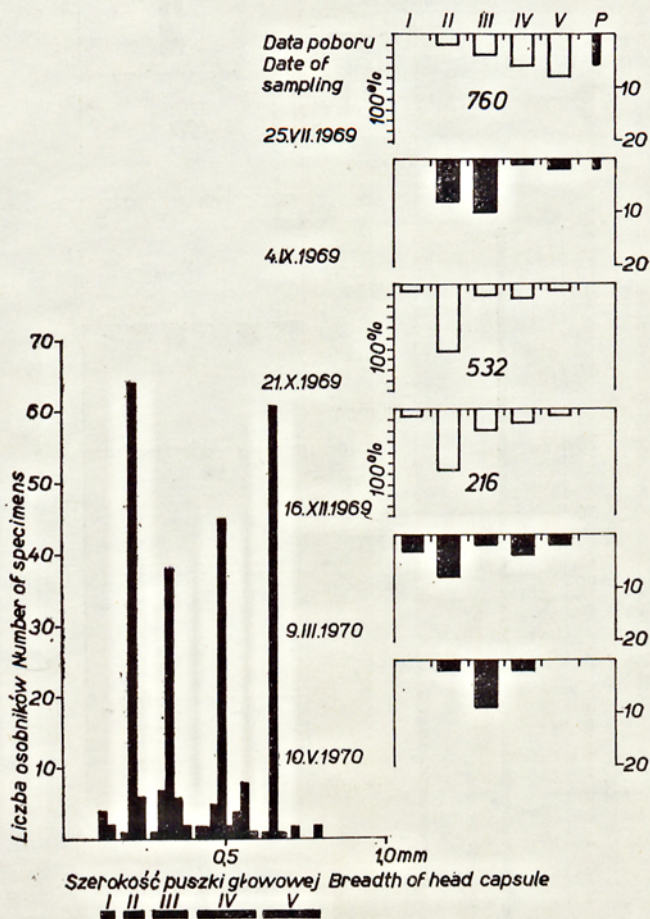 I II III IV V P
Data poboru
Date of
sampling
100%
760
10
20
25.VII.1969
10
20
4.IX.1969
100%
532
21.X.1969
100%
216
16.XII.1969
10
20
9.III.1970
10
20
10.V.1970
Liczba osobników Number of specimens
70
60
50
40
30
20
10
0,5 1,0mm
Szerokość puszki głowowej Breadth of head capsule
I II III IV V